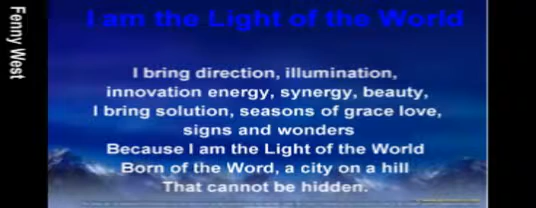 Fenny West
I am the Light of the World
I bring direction, illumination,
innovation energy, synergy, beauty,
I bring solution, seasons of grace love,
signs and wonders
Because I am the Light of the World
Born of the Word, a city on a hill
That cannot be hidden.